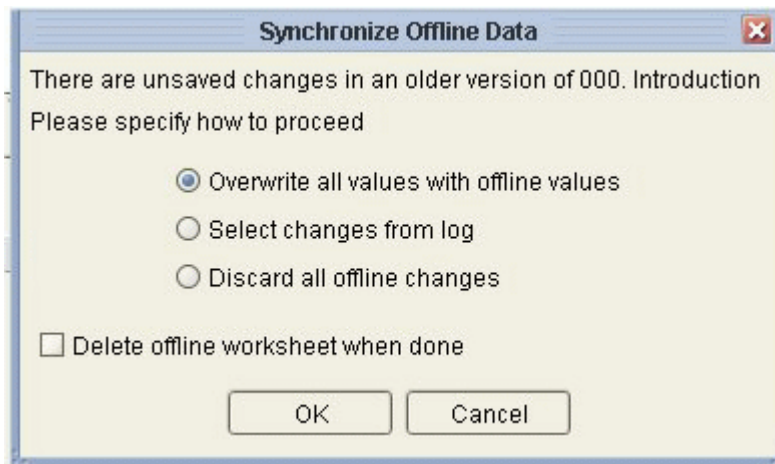 Synchronize Offline Data
There are unsaved changes in an older version of 000. Introduction
Please specify how to proceed
Overwrite all values with offline values
Select changes from log
Discard all offline changes
Delete offline worksheet when done
OK
Cancel